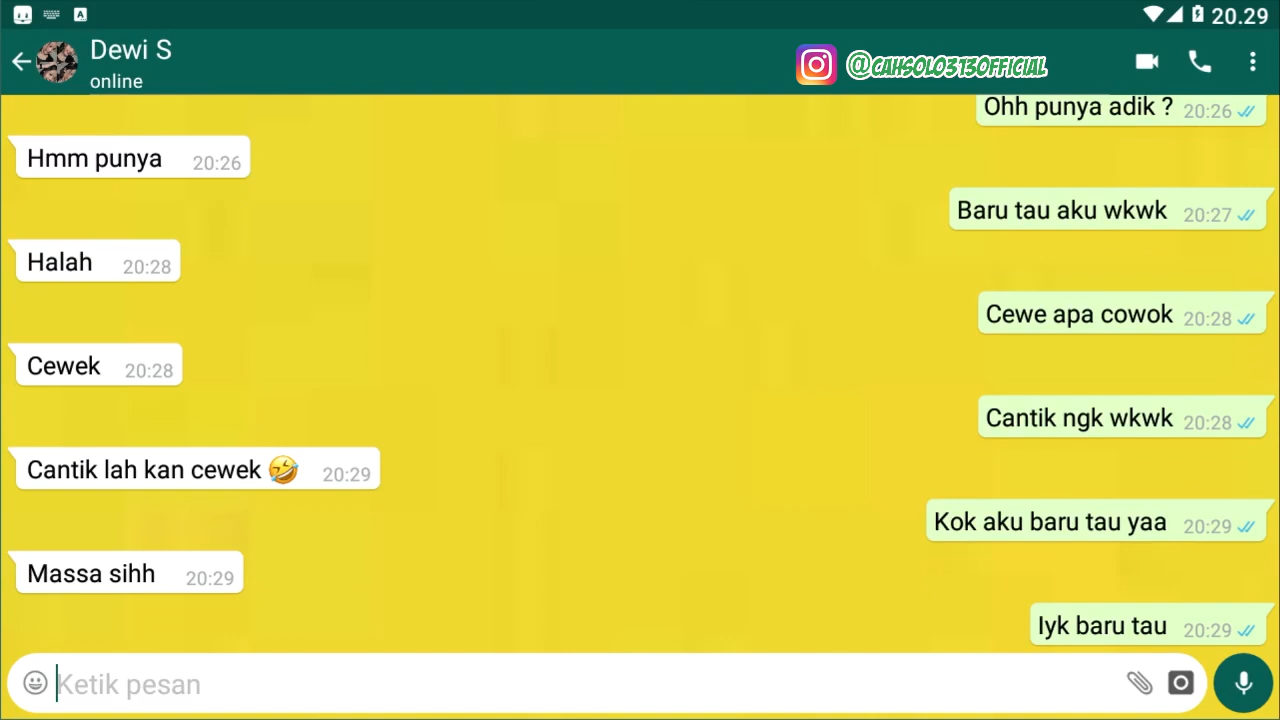 20.29
Dewi S
online
@CAHSOLO313OFFICIAL
Ohh punya adik ? 20:26
Hmm punya 20:26
Baru tau aku wkwk 20:27
Halah 20:28
Cewe apa cowok 20:28
Cewek 20:28
Cantik ngk wkwk 20:28
Cantik lah kan cewek 🤣 20:29
Kok aku baru tau yaa 20:29
Massa sihh 20:29
Iyk baru tau 20:29
Ketik pesan